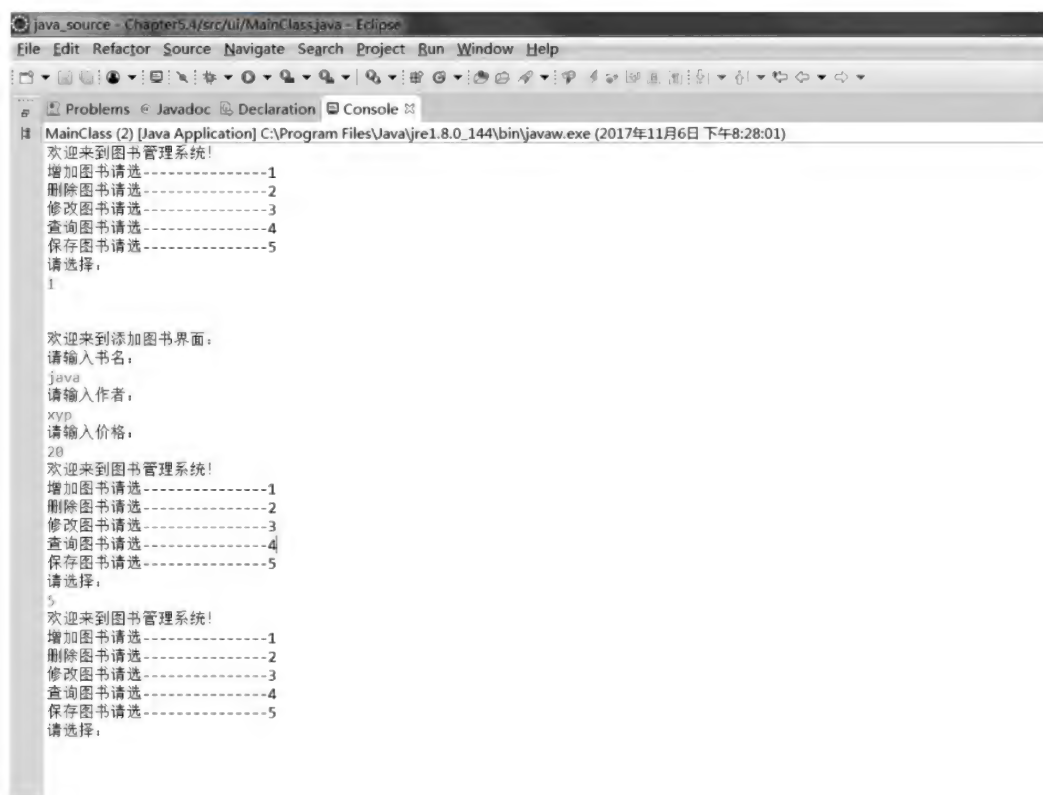 java_source - Chapter5.4/src/ui/MainClass.java - Eclipse
File Edit Refactor Source Navigate Search Project Run Window Help
Problems @ Javadoc Declaration Console
MainClass (2) [Java Application] C:\Program Files\Java\jre1.8.0_144\bin\javaw.exe (2017年11月6日 下午8:28:01)
欢迎来到图书管理系统!
增加图书请选---------------1
删除图书请选---------------2
修改图书请选---------------3
查询图书请选---------------4
保存图书请选---------------5
请选择:
1
欢迎来到添加图书界面:
请输入书名:
java
请输入作者:
xyp
请输入价格:
20
欢迎来到图书管理系统!
增加图书请选---------------1
删除图书请选---------------2
修改图书请选---------------3
查询图书请选---------------4
保存图书请选---------------5
请选择:
5
欢迎来到图书管理系统!
增加图书请选---------------1
删除图书请选---------------2
修改图书请选---------------3
查询图书请选---------------4
保存图书请选---------------5
请选择: